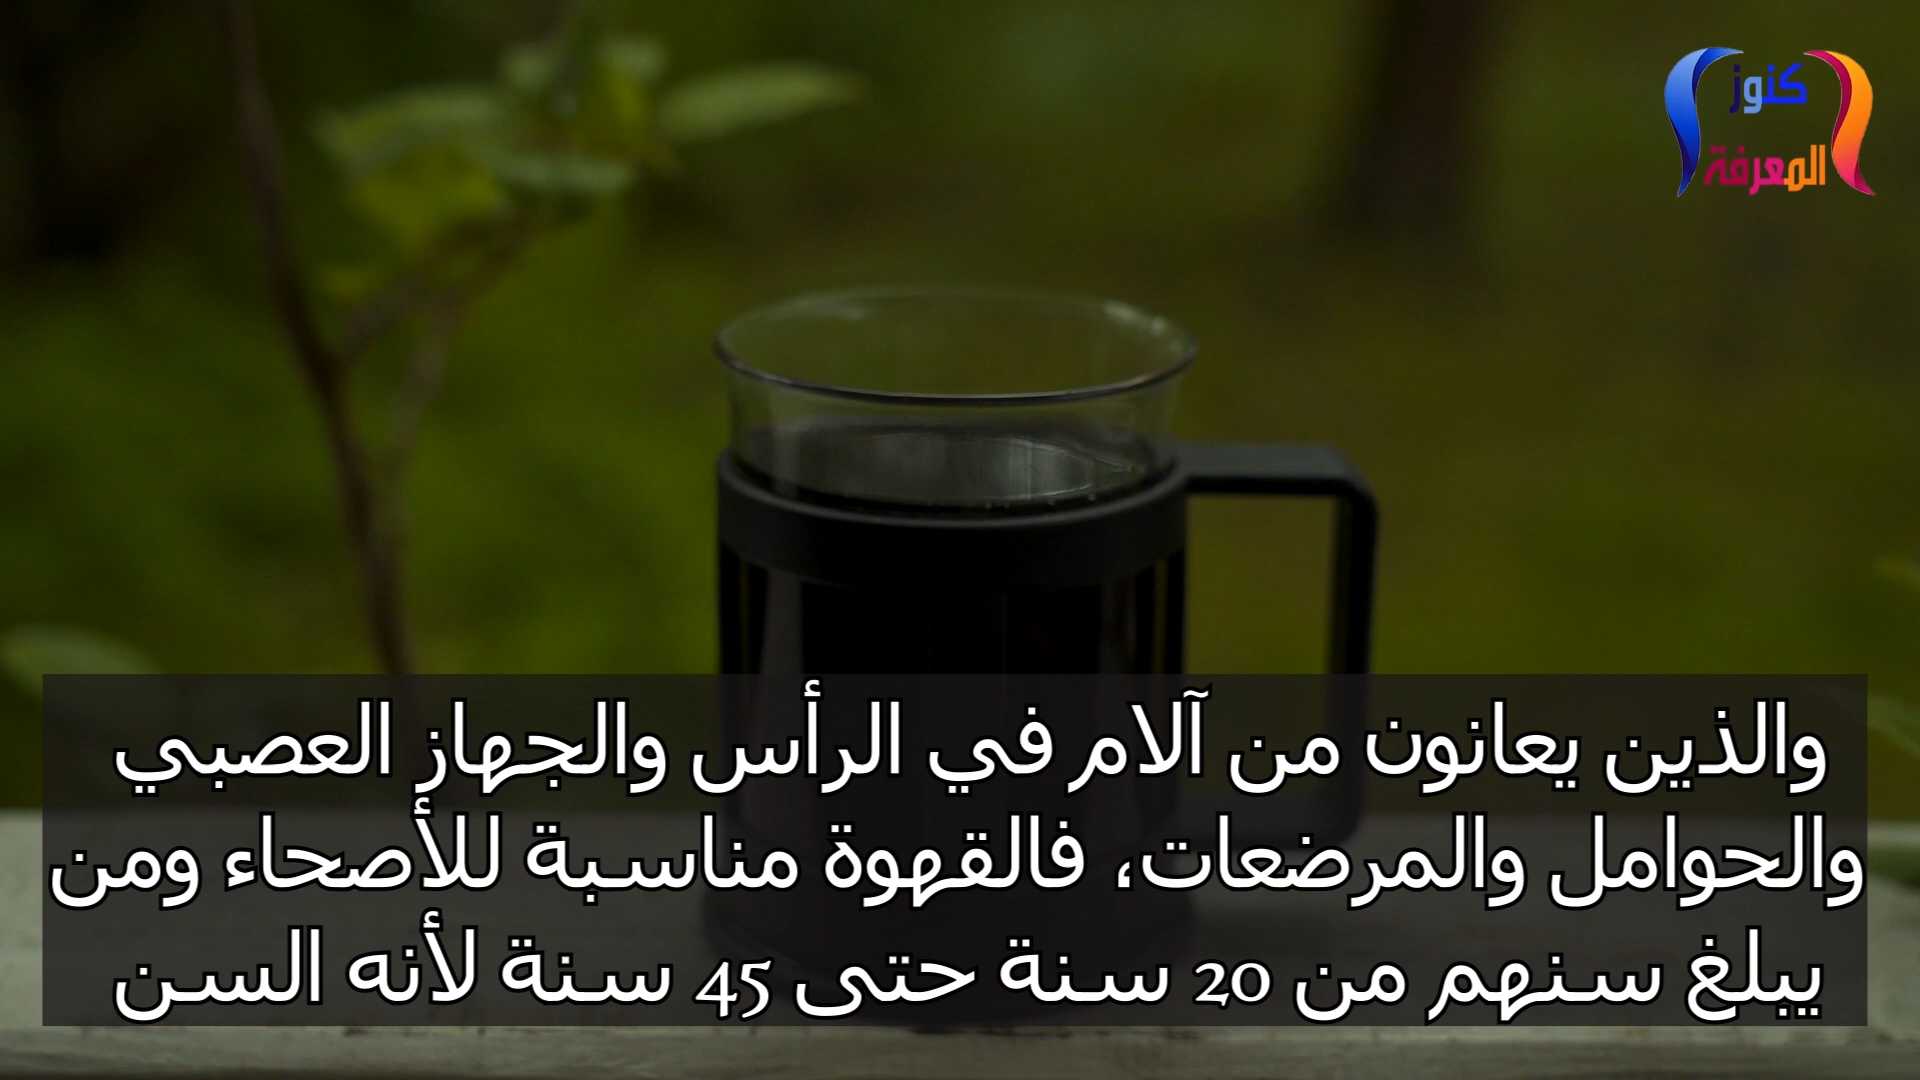 كنوز
المعرفة
والذين يعانون من آلام في الرأس والجهاز العصبي
والحوامل والمرضعات، فالقهوة مناسبة للأصحاء ومن
يبلغ سنهم من 20 سنة حتى 45 سنة لأنه السن